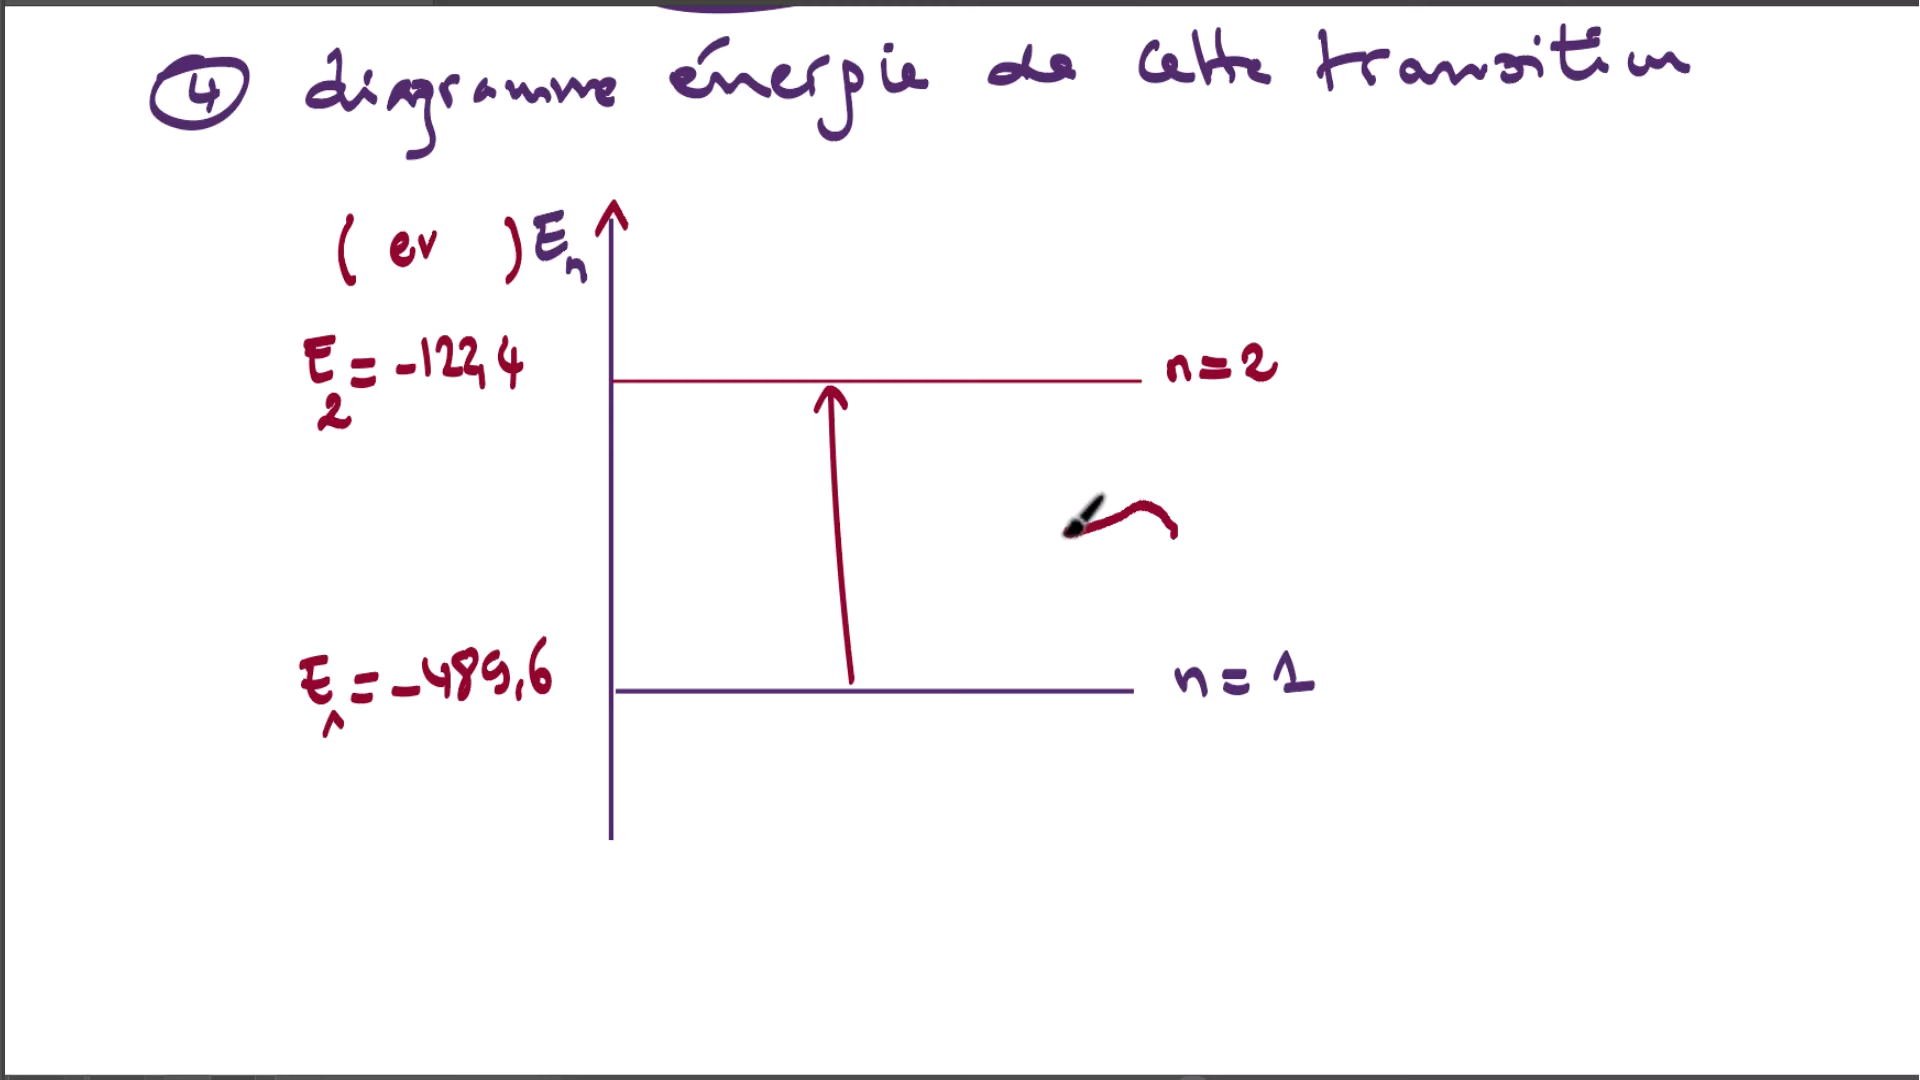 4 diagramme énergie de cette transition
( ev ) En
E2 = -122,4 n = 2
E1 = -489,6 n = 1